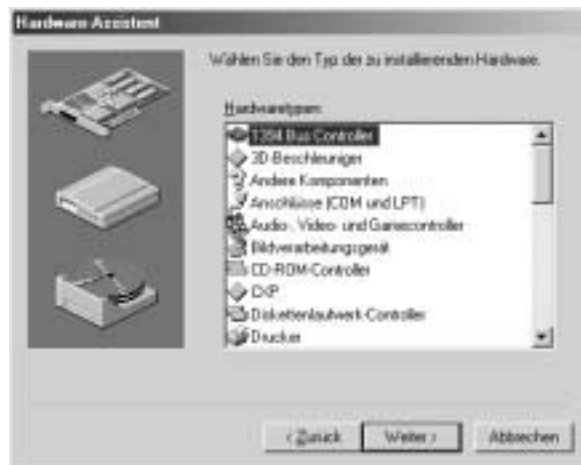 Hardware-Assistent
Wählen Sie den Typ der zu installierenden Hardware.
Hardwaretypen:
1394 Bus Controller
3D-Beschleuniger
Andere Komponenten
Anschlüsse (COM und LPT)
Audio-, Video- und Gamecontroller
Bildverarbeitungsgerät
CD-ROM-Controller
Diskettenlaufwerk-Controller
Drucker
< Zurück
Weiter >
Abbrechen